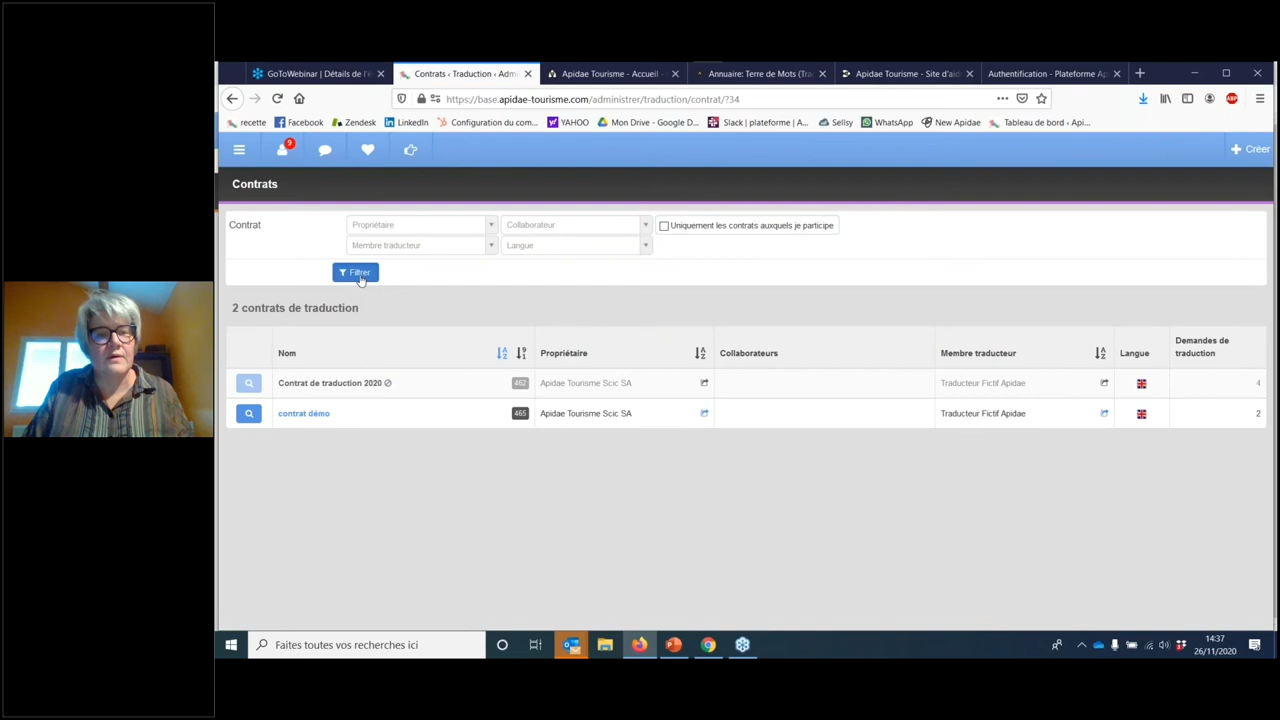 GoToWebinar | Détails de l'é
Contrats ‹ Traduction ‹ Adm
Apidae Tourisme - Accueil -
Annuaire: Terre de Mots (Tra
Apidae Tourisme - Site d'aide
Authentification - Plateforme Ap
https://base.apidae-tourisme.com/administrer/traduction/contrat/?34
recette
Facebook
Zendesk
LinkedIn
Configuration du com...
YAHOO
Mon Drive - Google D...
Slack | plateforme | A...
Sellsy
WhatsApp
New Apidae
Tableau de bord ‹ Api...
9
Créer
Contrats
Contrat
Propriétaire
Collaborateur
Uniquement les contrats auxquels je participe
Membre traducteur
Langue
Filtrer
2 contrats de traduction
Nom
Propriétaire
Collaborateurs
Membre traducteur
Langue
Demandes de
traduction
Contrat de traduction 2020
462
Apidae Tourisme Scic SA
Traducteur Fictif Apidae
4
contrat démo
465
Apidae Tourisme Scic SA
Traducteur Fictif Apidae
2
Faites toutes vos recherches ici
14:37
26/11/2020